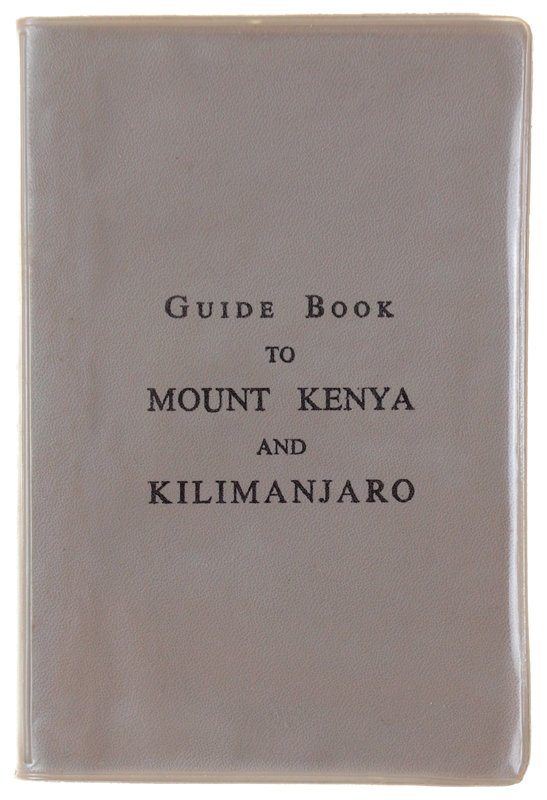 GUIDE BOOK
TO
MOUNT KENYA
AND
KILIMANJARO